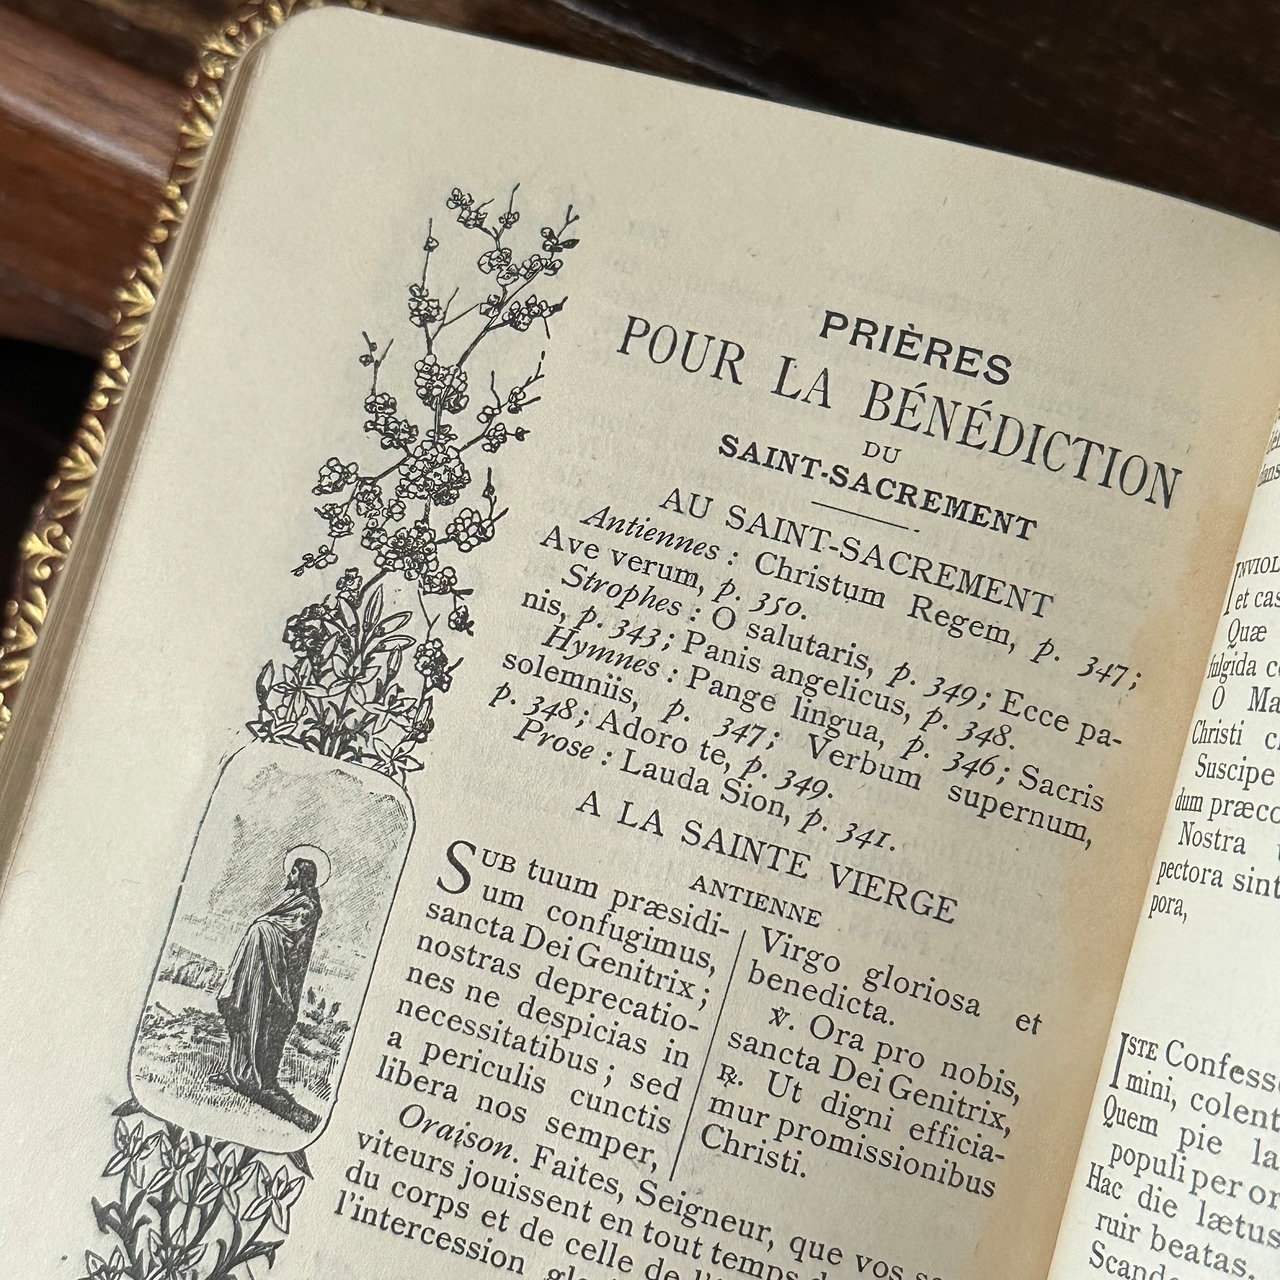 PRIÈRES
POUR LA BÉNÉDICTION
DU
SAINT-SACREMENT
AU SAINT-SACREMENT
Antiennes : Christum Regem, p. 347;
Ave verum, p. 350.
Strophes : O salutaris, p. 349; Ecce pa-
nis, p. 343; Panis angelicus, p. 348.
Hymnes : Pange lingua, p. 346; Sacris
solemniis, p. 347; Verbum supernum,
p. 348; Adoro te, p. 349.
Prose : Lauda Sion, p. 341.
A LA SAINTE VIERGE
ANTIENNE
SUB tuum præsidi-
um confugimus,
sancta Dei Genitrix;
nostras deprecatio-
nes ne despicias in
necessitatibus; sed
a periculis cunctis
libera nos semper,
Virgo gloriosa et
benedicta.
℣. Ora pro nobis,
sancta Dei Genitrix,
℟. Ut digni efficia-
mur promissionibus
Christi.
Oraison. Faites, Seigneur, que vos
viteurs jouissent en tout temps
du corps et de celle de
l'intercession
INVIOL
et cas
Quæ
fulgida
O Ma
Christi
Suscipe
dum præco
Nostra
pectora sint
pora,
ISTE Confess
mini, colent
Quem pie la
populi per or
Hac die lætus
ruir beatas.
Scand